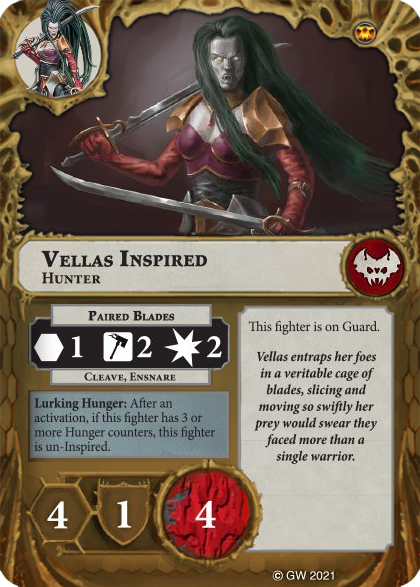 Vellas Inspired
Hunter
Paired Blades
1 2 2
Cleave, Ensnare
Lurking Hunger: After an
activation, if this fighter has 3 or
more Hunger counters, this fighter
is un-Inspired.
This fighter is on Guard.
Vellas entraps her foes
in a veritable cage of
blades, slicing and
moving so swiftly her
prey would swear they
faced more than a
single warrior.
4 1 4
© GW 2021